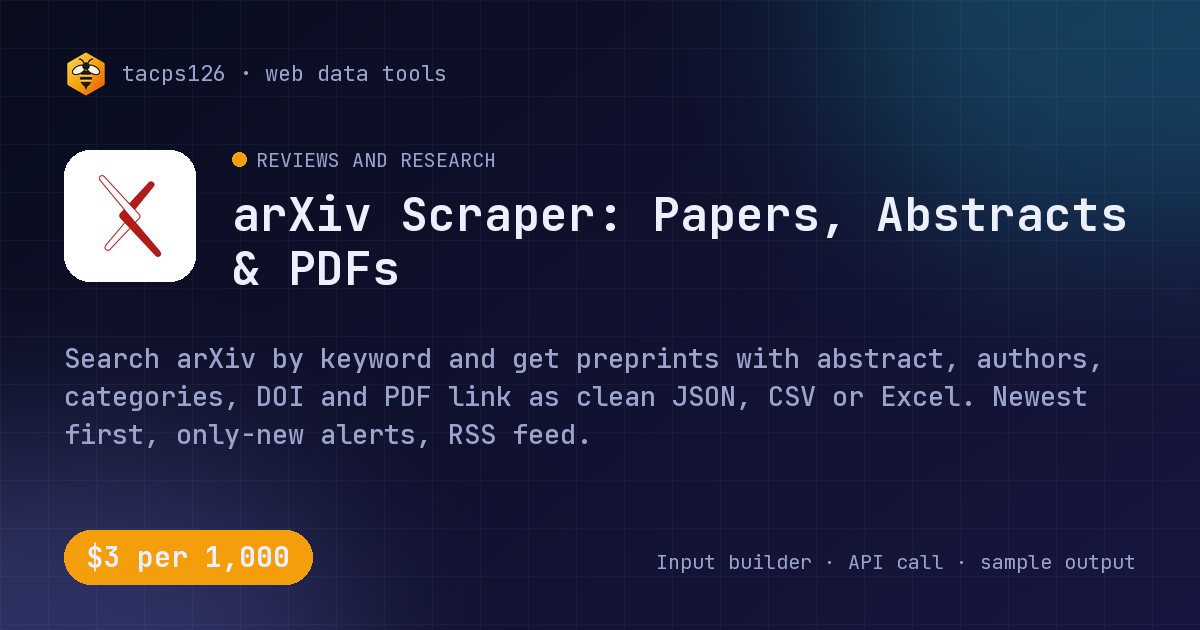 tacps126 · web data tools
REVIEWS AND RESEARCH
arXiv Scraper: Papers, Abstracts
& PDFs
Search arXiv by keyword and get preprints with abstract, authors,
categories, DOI and PDF link as clean JSON, CSV or Excel. Newest
first, only-new alerts, RSS feed.
$3 per 1,000
Input builder · API call · sample output